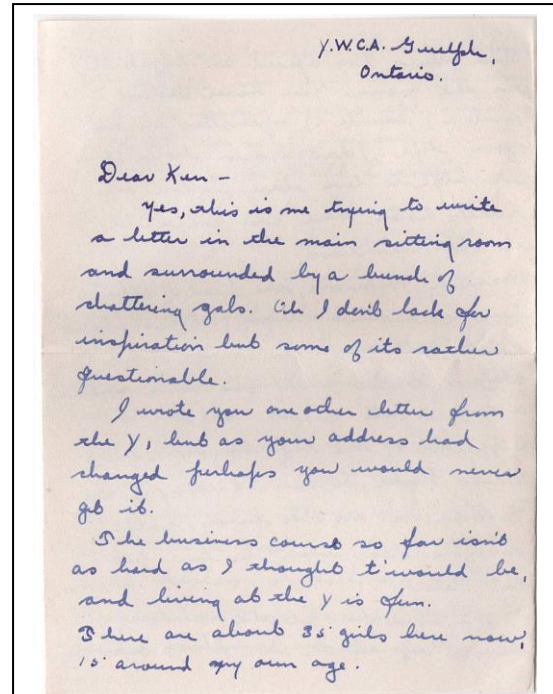 Y.W.C.A. Guelph,
Ontario.
Dear Ken -
Yes, this is me trying to write
a letter in the main sitting room
and surrounded by a bunch of
chattering gals. Oh I don't lack for
inspiration but some of its rather
questionable.
I wrote you one other letter from
the Y, but as your address had
changed perhaps you would never
get it.
The business course so far isn't
as hard as I thought t'would be,
and living at the Y is fun.
There are about 35 girls here now,
15 around my own age.